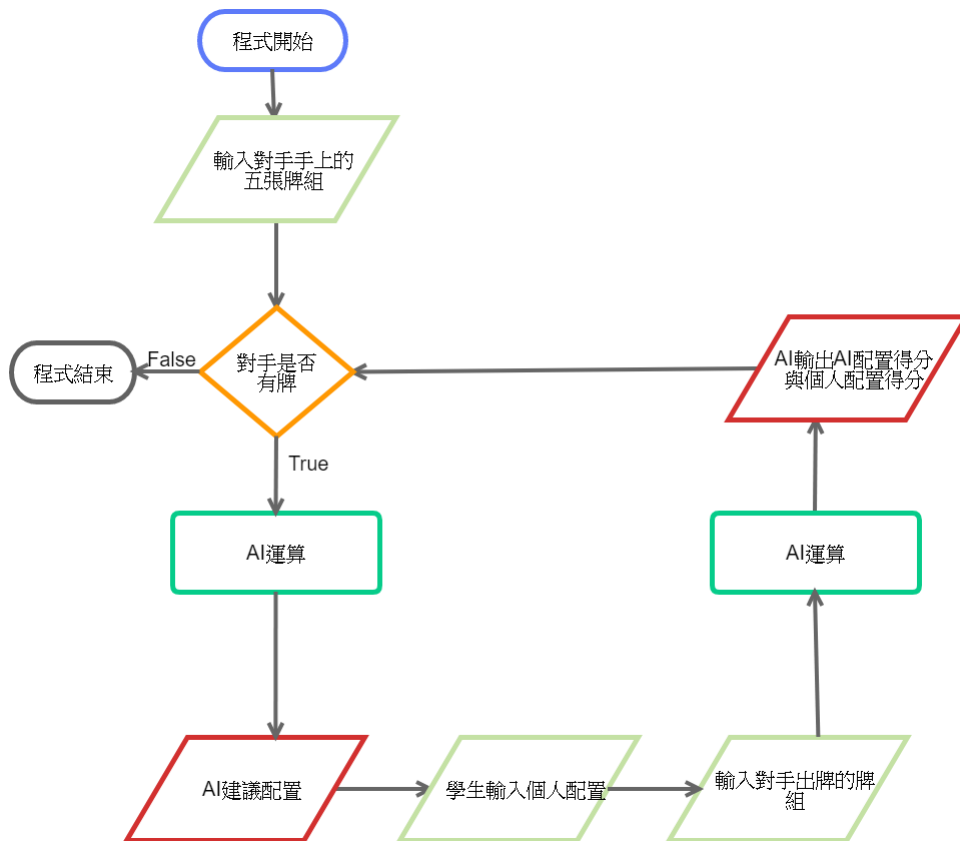 程式開始
輸入對手手上的
五張牌組
對手是否
有牌
False
程式結束
True
AI運算
AI建議配置
學生輸入個人配置
輸入對手出牌的牌
組
AI運算
AI輸出AI配置得分
與個人配置得分